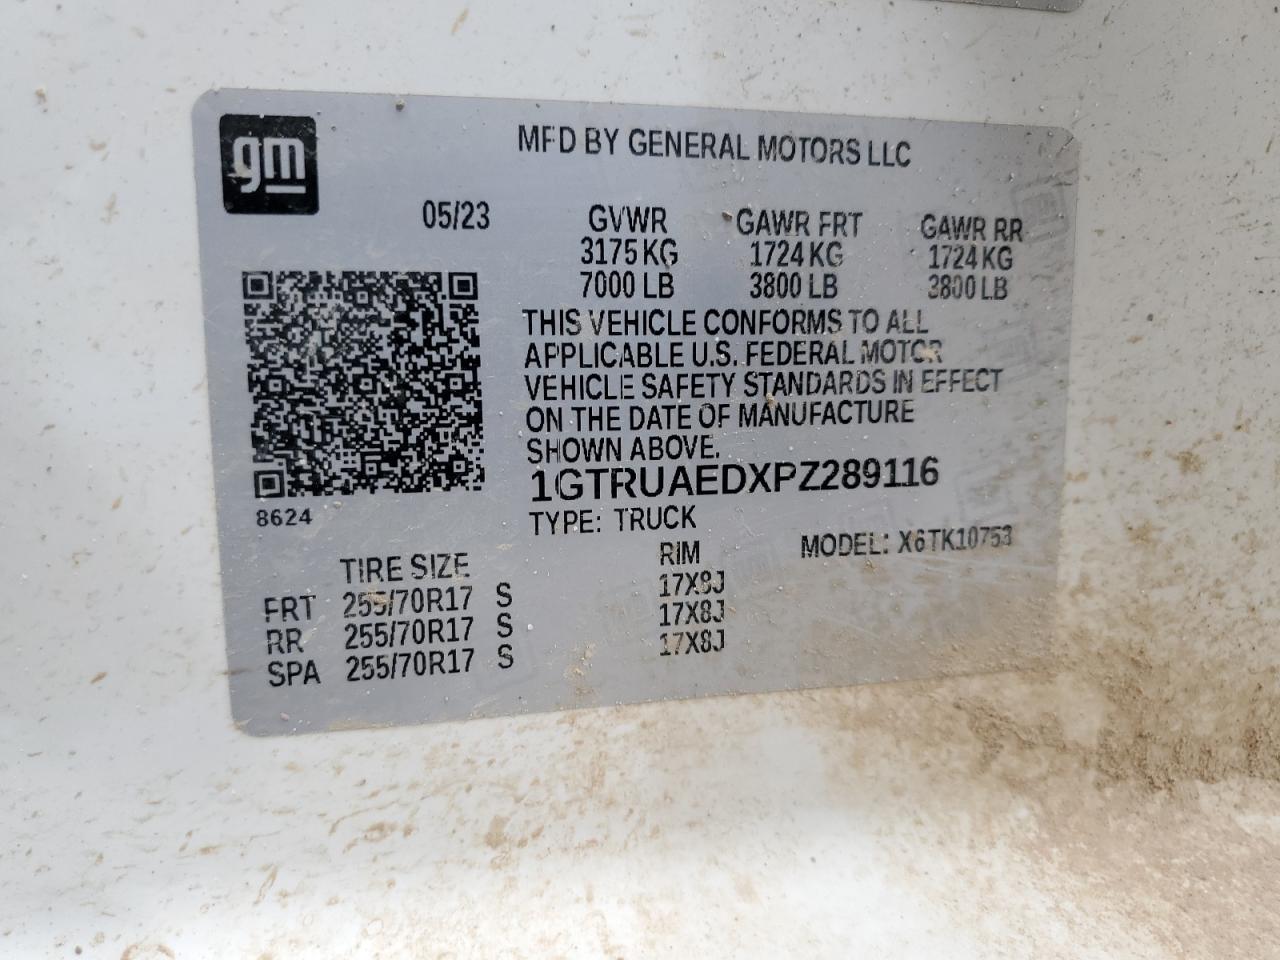 gm
MFD BY GENERAL MOTORS LLC
05/23 GVWR GAWR FRT GAWR RR
3175 KG 1724 KG 1724 KG
7000 LB 3800 LB 3800 LB
THIS VEHICLE CONFORMS TO ALL
APPLICABLE U.S. FEDERAL MOTOR
VEHICLE SAFETY STANDARDS IN EFFECT
ON THE DATE OF MANUFACTURE
SHOWN ABOVE.
1GTRUAEDXPZ289116
8624
TYPE: TRUCK
MODEL: X6TK10753
TIRE SIZE RIM
FRT 255/70R17 S 17X8J
RR 255/70R17 S 17X8J
SPA 255/70R17 S 17X8J